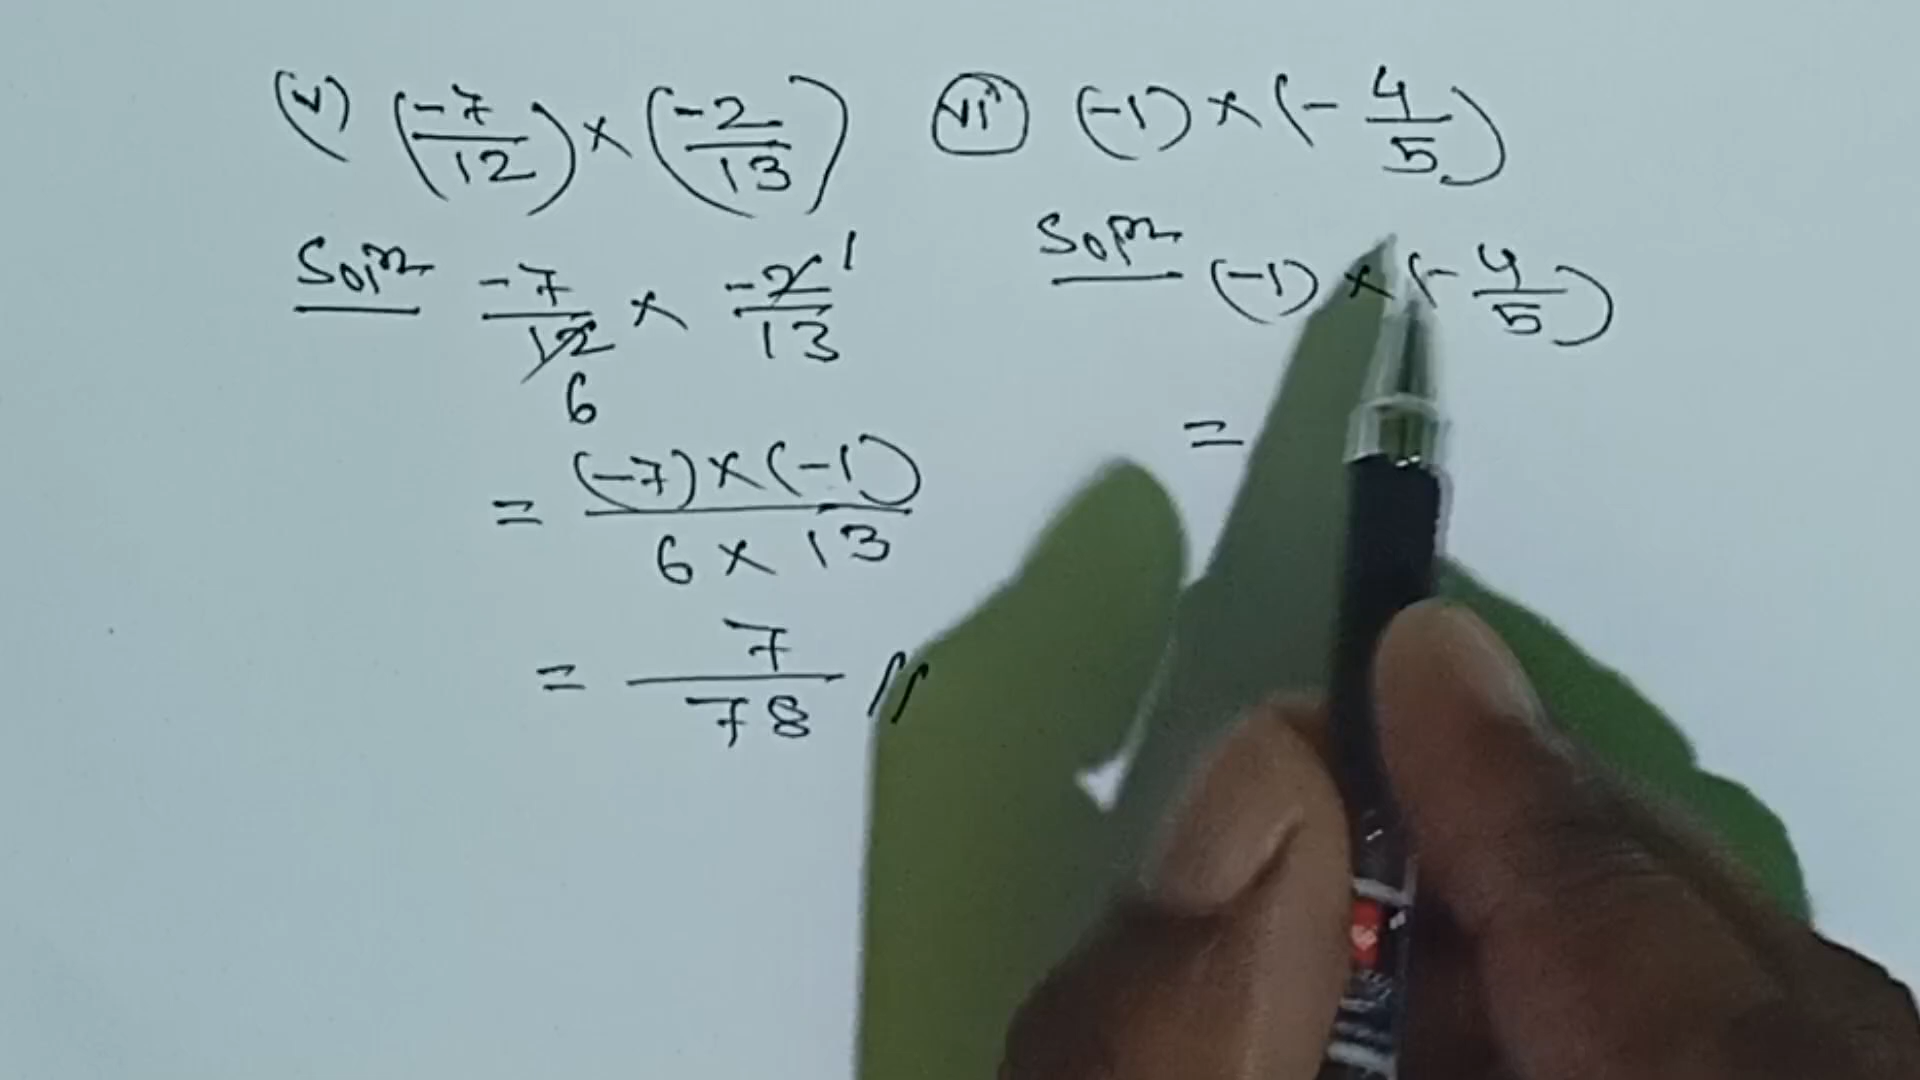 (v) (-7/12) × (-2/13)
Soln -7/12 × -2/13 1
6
= (-7) × (-1) / 6 × 13
= 7/78 //
(vi) (-1) × (-4/5)
Soln (-1) × (-4/5)
=